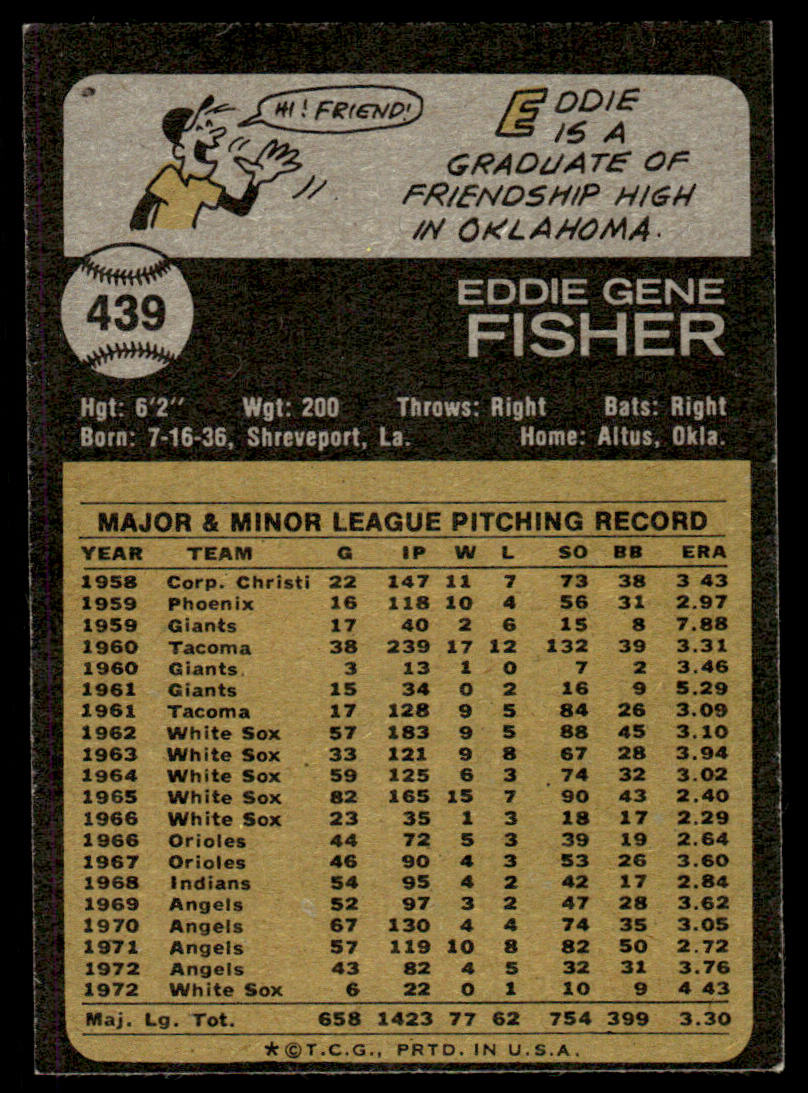 HI! FRIEND!
EDDIE
IS A
GRADUATE OF
FRIENDSHIP HIGH
IN OKLAHOMA.
439
EDDIE GENE
FISHER
Hgt: 6'2" Wgt: 200 Throws: Right Bats: Right
Born: 7-16-36, Shreveport, La. Home: Altus, Okla.
MAJOR & MINOR LEAGUE PITCHING RECORD
YEAR TEAM G IP W L SO BB ERA
1958 Corp. Christi 22 147 11 7 73 38 3 43
1959 Phoenix 16 118 10 4 56 31 2.97
1959 Giants 17 40 2 6 15 8 7.88
1960 Tacoma 38 239 17 12 132 39 3.31
1960 Giants 3 13 1 0 7 2 3.46
1961 Giants 15 34 0 2 16 9 5.29
1961 Tacoma 17 128 9 5 84 26 3.09
1962 White Sox 57 183 9 5 88 45 3.10
1963 White Sox 33 121 9 8 67 28 3.94
1964 White Sox 59 125 6 3 74 32 3.02
1965 White Sox 82 165 15 7 90 43 2.40
1966 White Sox 23 35 1 3 18 17 2.29
1966 Orioles 44 72 5 3 39 19 2.64
1967 Orioles 46 90 4 3 53 26 3.60
1968 Indians 54 95 4 2 42 17 2.84
1969 Angels 52 97 3 2 47 28 3.62
1970 Angels 67 130 4 4 74 35 3.05
1971 Angels 57 119 10 8 82 50 2.72
1972 Angels 43 82 4 5 32 31 3.76
1972 White Sox 6 22 0 1 10 9 4 43
Maj. Lg. Tot. 658 1423 77 62 754 399 3.30
*©T.C.G., PRTD. IN U.S.A.